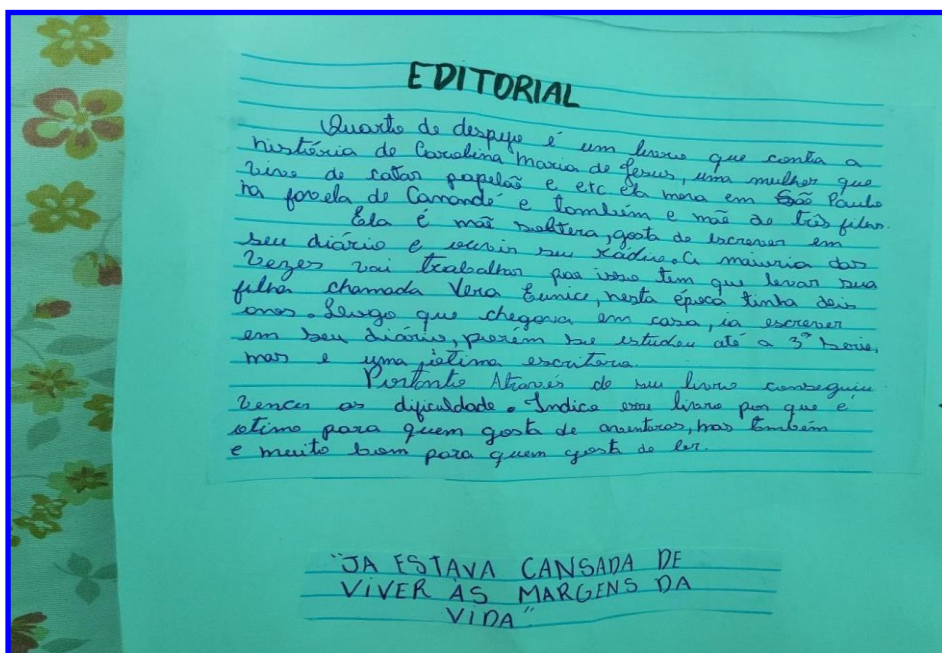 EDITORIAL
Quarto de despejo é um livro que conta a
história de Carolina Maria de Jesus, uma mulher que
vive de catar papelão e etc ela mora em São Paulo
na favela de Canandé e também e mãe de três filhos.
Ela é mãe solteira, gosta de escrever em
seu diário e ouvir seu rádio. A maioria das
vezes vai trabalhar por isso tem que levar sua
filha chamada Vera Eunice, nesta época tinha dois
anos. Logo que chegava em casa, ia escrever
em seu diário, porém so estudou até a 3ª serie,
mas e uma ótima escritora.
Portanto Através de seu livro conseguiu
vencer as dificuldade. Indico esse livro por que é
otimo para quem gosta de aventuras, mas também
e muito bom para quem gosta de ler.
"JA ESTAVA CANSADA DE
VIVER ÀS MARGENS DA
VIDA"